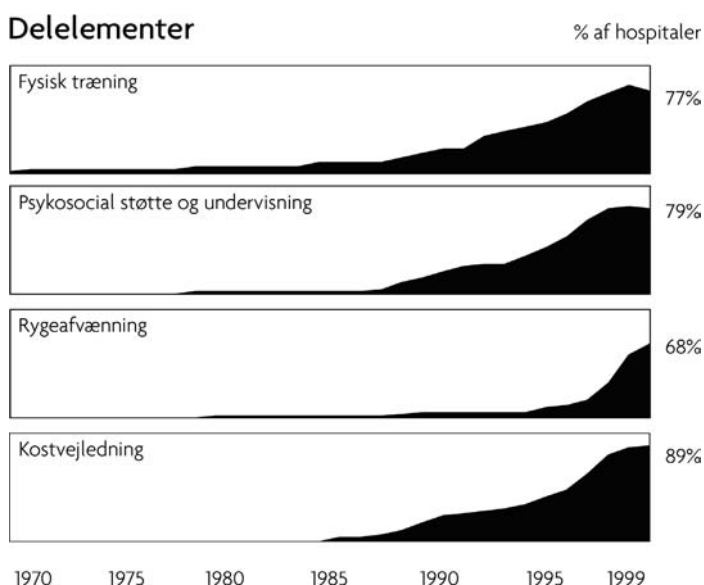 Delelementer
% af hospitaler
Fysisk træning
77%
Psykosocial støtte og undervisning
79%
Rygeafvænning
68%
Kostvejledning
89%
1970 1975 1980 1985 1990 1995 1999